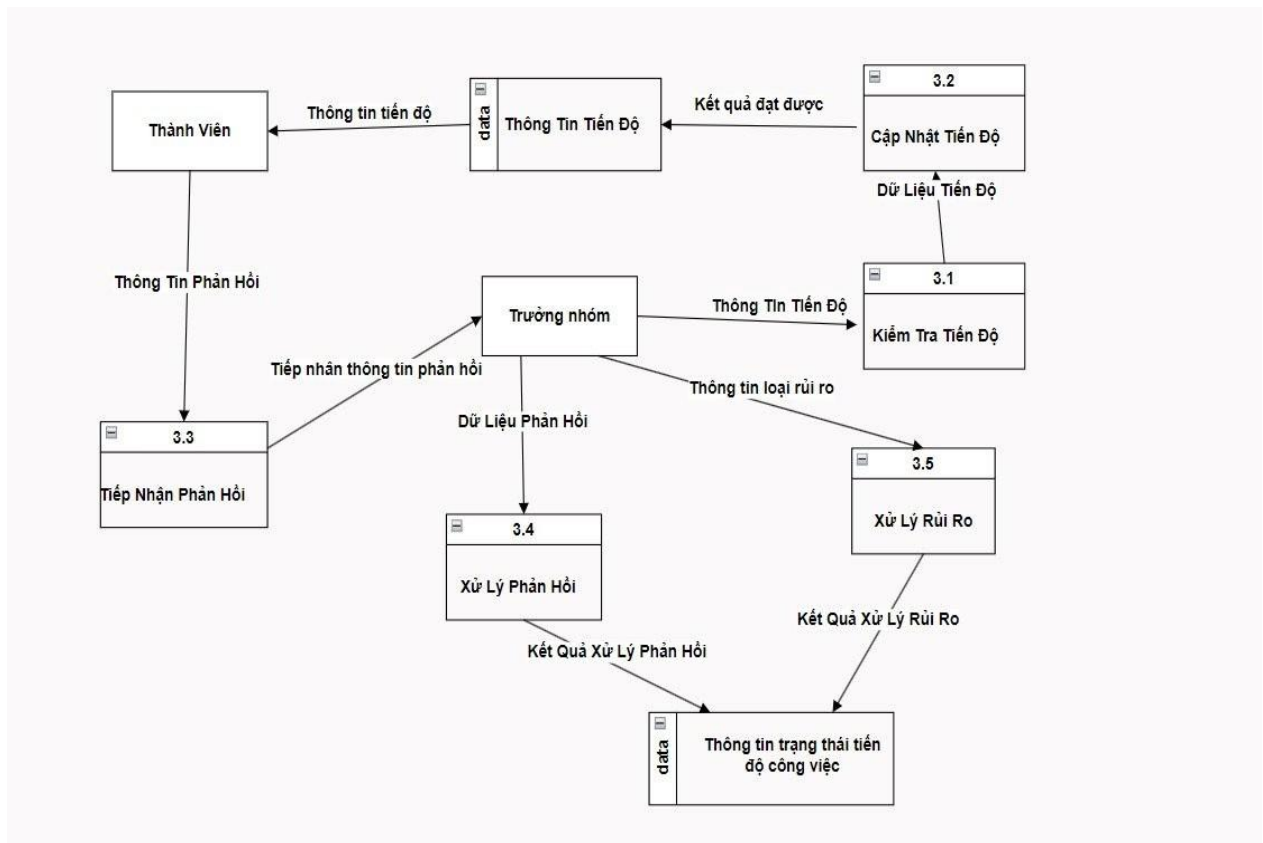 3.2
Kết quả đạt được
Thông tin tiến độ
data
Thông Tin Tiến Độ
Thành Viên
Cập Nhật Tiến Độ
Dữ Liệu Tiến Độ
3.1
Thông Tin Phản Hồi
Trưởng nhóm
Thông TIn TIến Độ
Kiểm Tra Tiến Độ
Tiếp nhân thông tin phản hồi
Thông tin loại rủi ro
Dữ Liệu Phản Hồi
3.3
3.5
Tiếp Nhận Phản Hồi
3.4
Xử Lý Rủi Ro
Xử Lý Phản Hồi
Kết Quả Xử Lý Rủi Ro
Kết Quả Xử Lý Phản Hồi
data
Thông tin trạng thái tiến
độ công việc